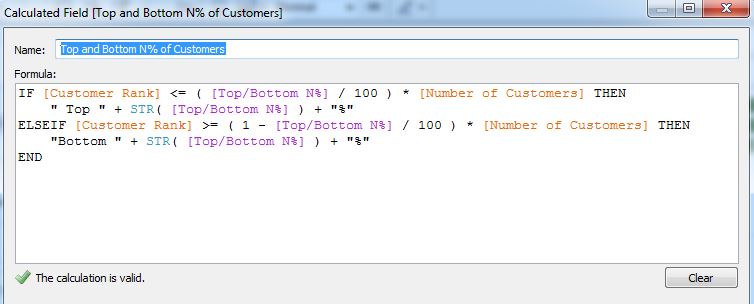 Calculated Field [Top and Bottom N% of Customers]
Name: Top and Bottom N% of Customers
Formula:
IF [Customer Rank] <= ( [Top/Bottom N%] / 100 ) * [Number of Customers] THEN
" Top " + STR( [Top/Bottom N%] ) + "%"
ELSEIF [Customer Rank] >= ( 1 - [Top/Bottom N%] / 100 ) * [Number of Customers] THEN
"Bottom " + STR( [Top/Bottom N%] ) + "%"
END
The calculation is valid.
Clear